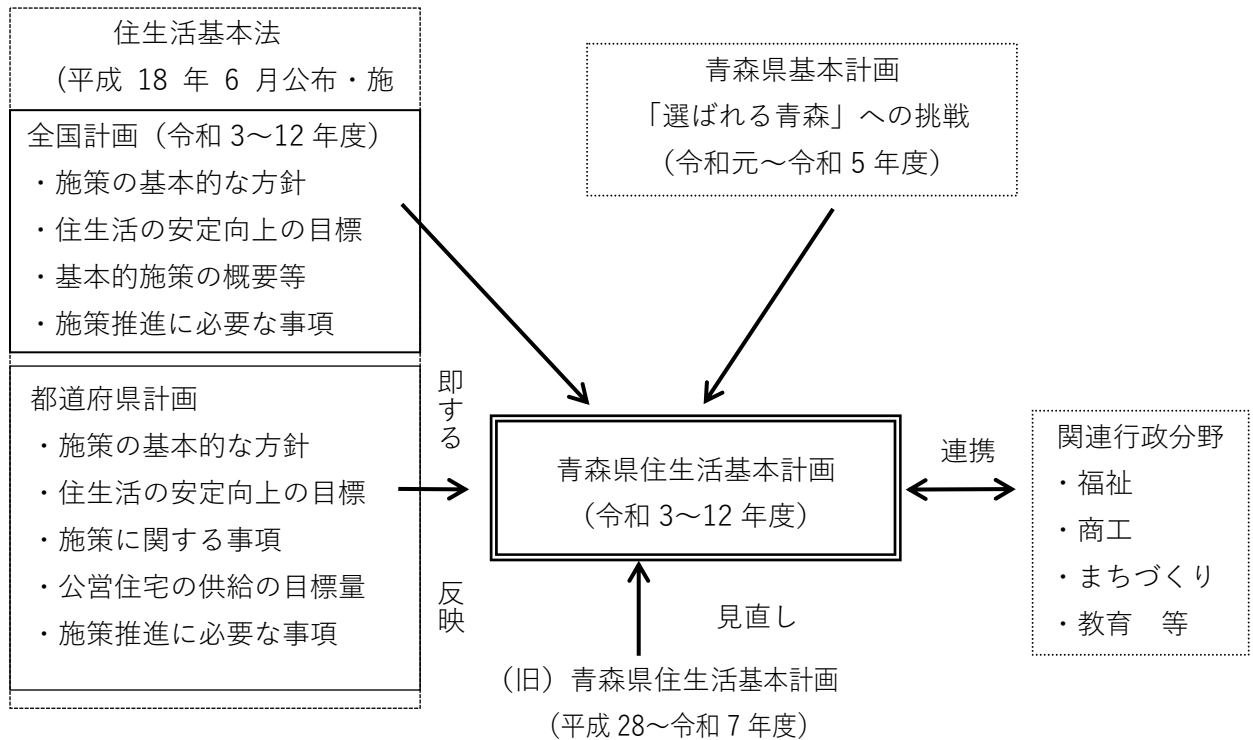 住生活基本法
(平成 18 年 6 月公布・施
全国計画（令和 3～12 年度）
・施策の基本的な方針
・住生活の安定向上の目標
・基本的施策の概要等
・施策推進に必要な事項
都道府県計画
・施策の基本的な方針
・住生活の安定向上の目標
・施策に関する事項
・公営住宅の供給の目標量
・施策推進に必要な事項
即する
反映
青森県基本計画
「選ばれる青森」への挑戦
（令和元～令和 5 年度）
青森県住生活基本計画
（令和 3～12 年度）
見直し
（旧）青森県住生活基本計画
（平成 28～令和 7 年度）
連携
関連行政分野
・福祉
・商工
・まちづくり
・教育　等